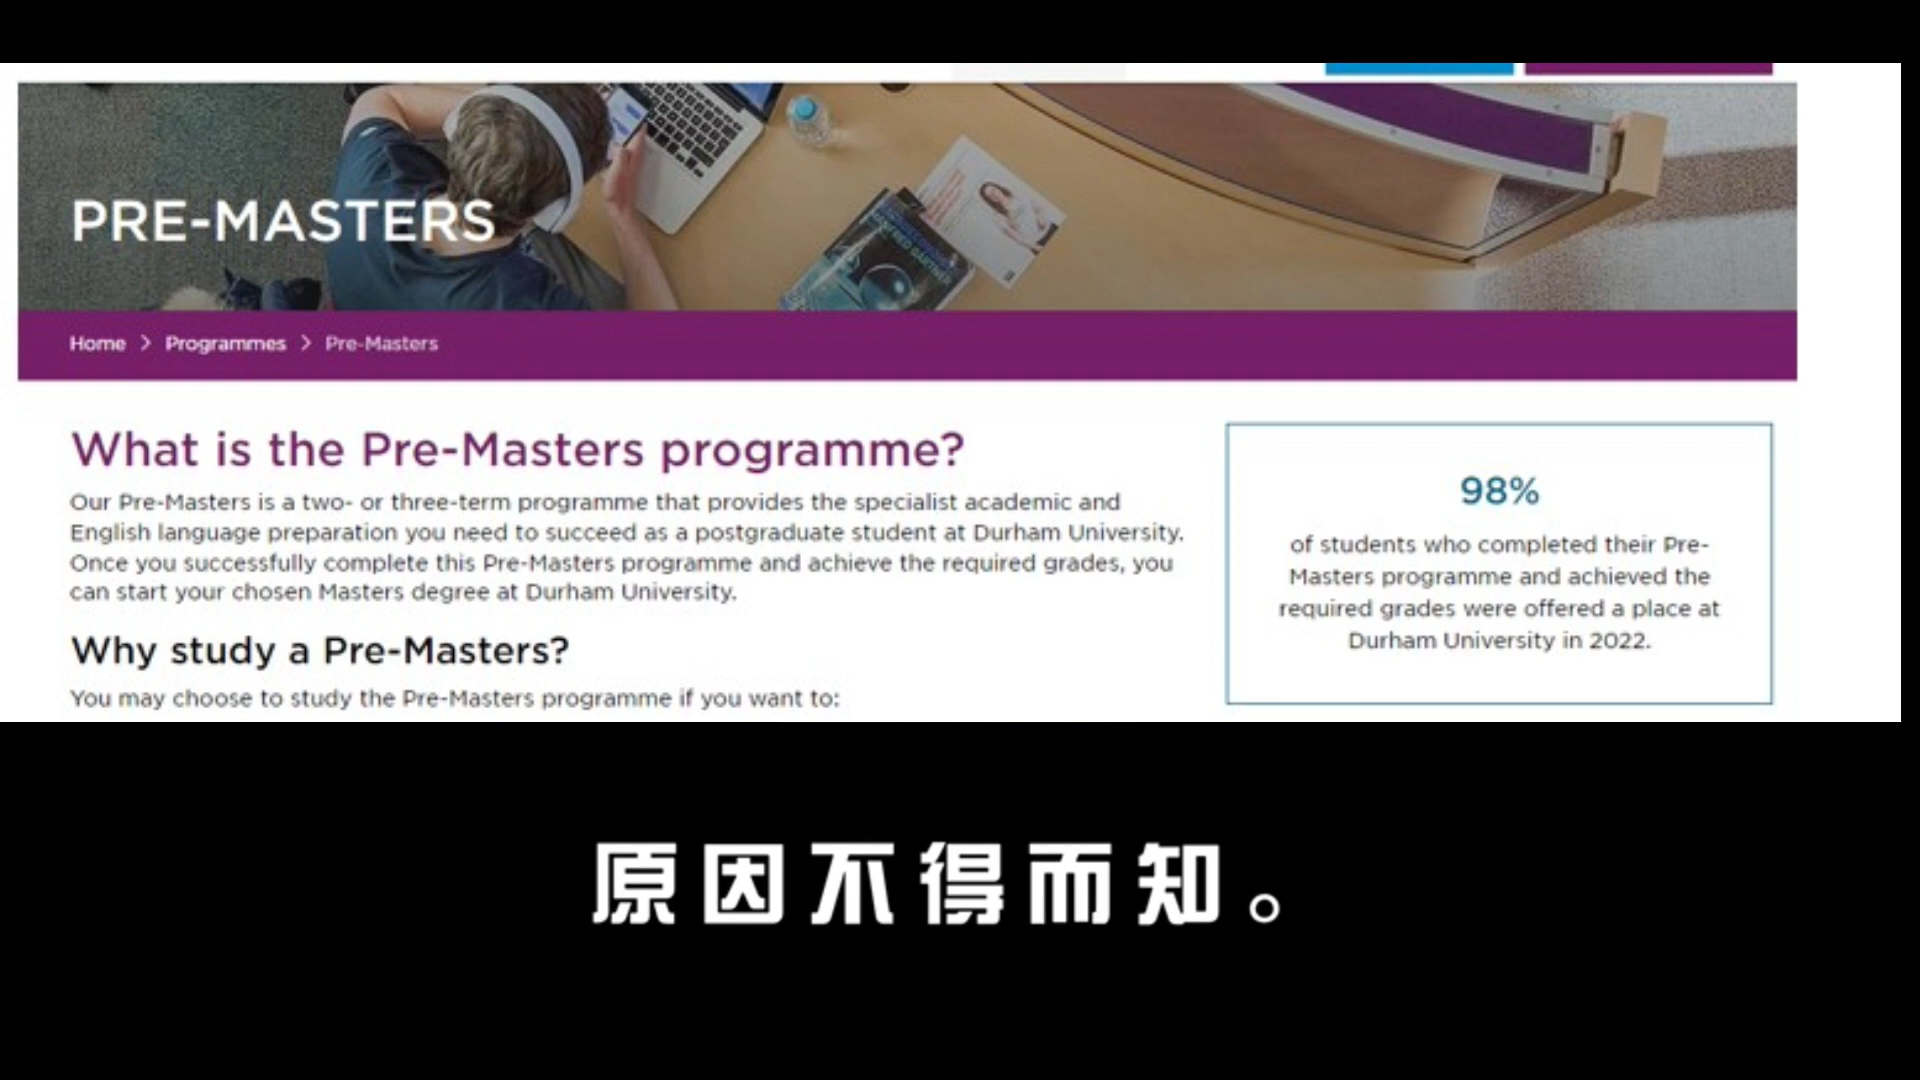 PRE-MASTERS
Home > Programmes > Pre-Masters
What is the Pre-Masters programme?
Our Pre-Masters is a two- or three-term programme that provides the specialist academic and
English language preparation you need to succeed as a postgraduate student at Durham University.
Once you successfully complete this Pre-Masters programme and achieve the required grades, you
can start your chosen Masters degree at Durham University.
Why study a Pre-Masters?
You may choose to study the Pre-Masters programme if you want to:
98%
of students who completed their Pre-
Masters programme and achieved the
required grades were offered a place at
Durham University in 2022.
原因不得而知。